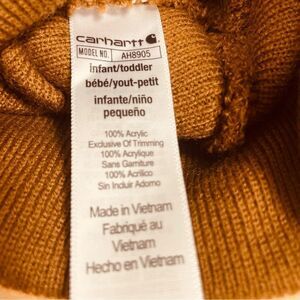 carhartt
MODEL NO. AH8905
infant/toddler
bébé/yout-petit
infante/niño
pequeño
100% Acrylic
Exclusive Of Trimming
100% Acrylique
Sans Garniture
100% Acrílico
Sin Incluir Adorno
Made in Vietnam
Fabriqué au
Vietnam
Hecho en Vietnam